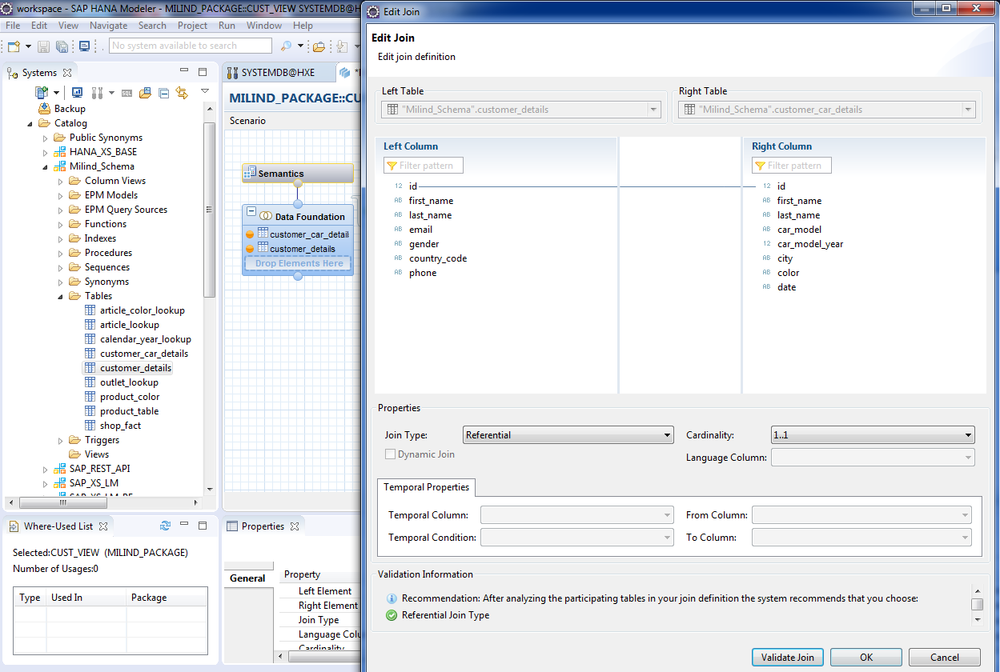 workspace - SAP HANA Modeler - MILIND_PACKAGE::CUST_VIEW SYSTEMDB@H
File Edit View Navigate Search Project Run Window Help
No system available to search
Systems
SQL
Backup
Catalog
Public Synonyms
HANA_XS_BASE
Milind_Schema
Column Views
EPM Models
EPM Query Sources
Functions
Indexes
Procedures
Sequences
Synonyms
Tables
article_color_lookup
article_lookup
calendar_year_lookup
customer_car_details
customer_details
outlet_lookup
product_color
product_table
shop_fact
Triggers
Views
SAP_REST_API
SAP_XS_LM
Where-Used List
Selected:CUST_VIEW (MILIND_PACKAGE)
Number of Usages:0
Type Used In Package
SYSTEMDB@HXE
MILIND_PACKAGE::CU
Scenario
Semantics
Data Foundation
customer_car_detail
customer_details
Drop Elements Here
Properties
General
Property
Left Element
Right Element
Join Type
Language Colu
Cardinality
Edit Join
Edit Join
Edit join definition
Left Table
"Milind_Schema".customer_details
Right Table
"Milind_Schema".customer_car_details
Left Column
Filter pattern
12 id
AB first_name
AB last_name
AB email
AB gender
AB country_code
AB phone
Right Column
Filter pattern
12 id
AB first_name
AB last_name
AB car_model
12 car_model_year
AB city
AB color
AB date
Properties
Join Type: Referential
Cardinality: 1..1
Dynamic Join
Language Column:
Temporal Properties
Temporal Column:
From Column:
Temporal Condition:
To Column:
Validation Information
Recommendation: After analyzing the participating tables in your join definition the system recommends that you choose:
Referential Join Type
Validate Join OK Cancel